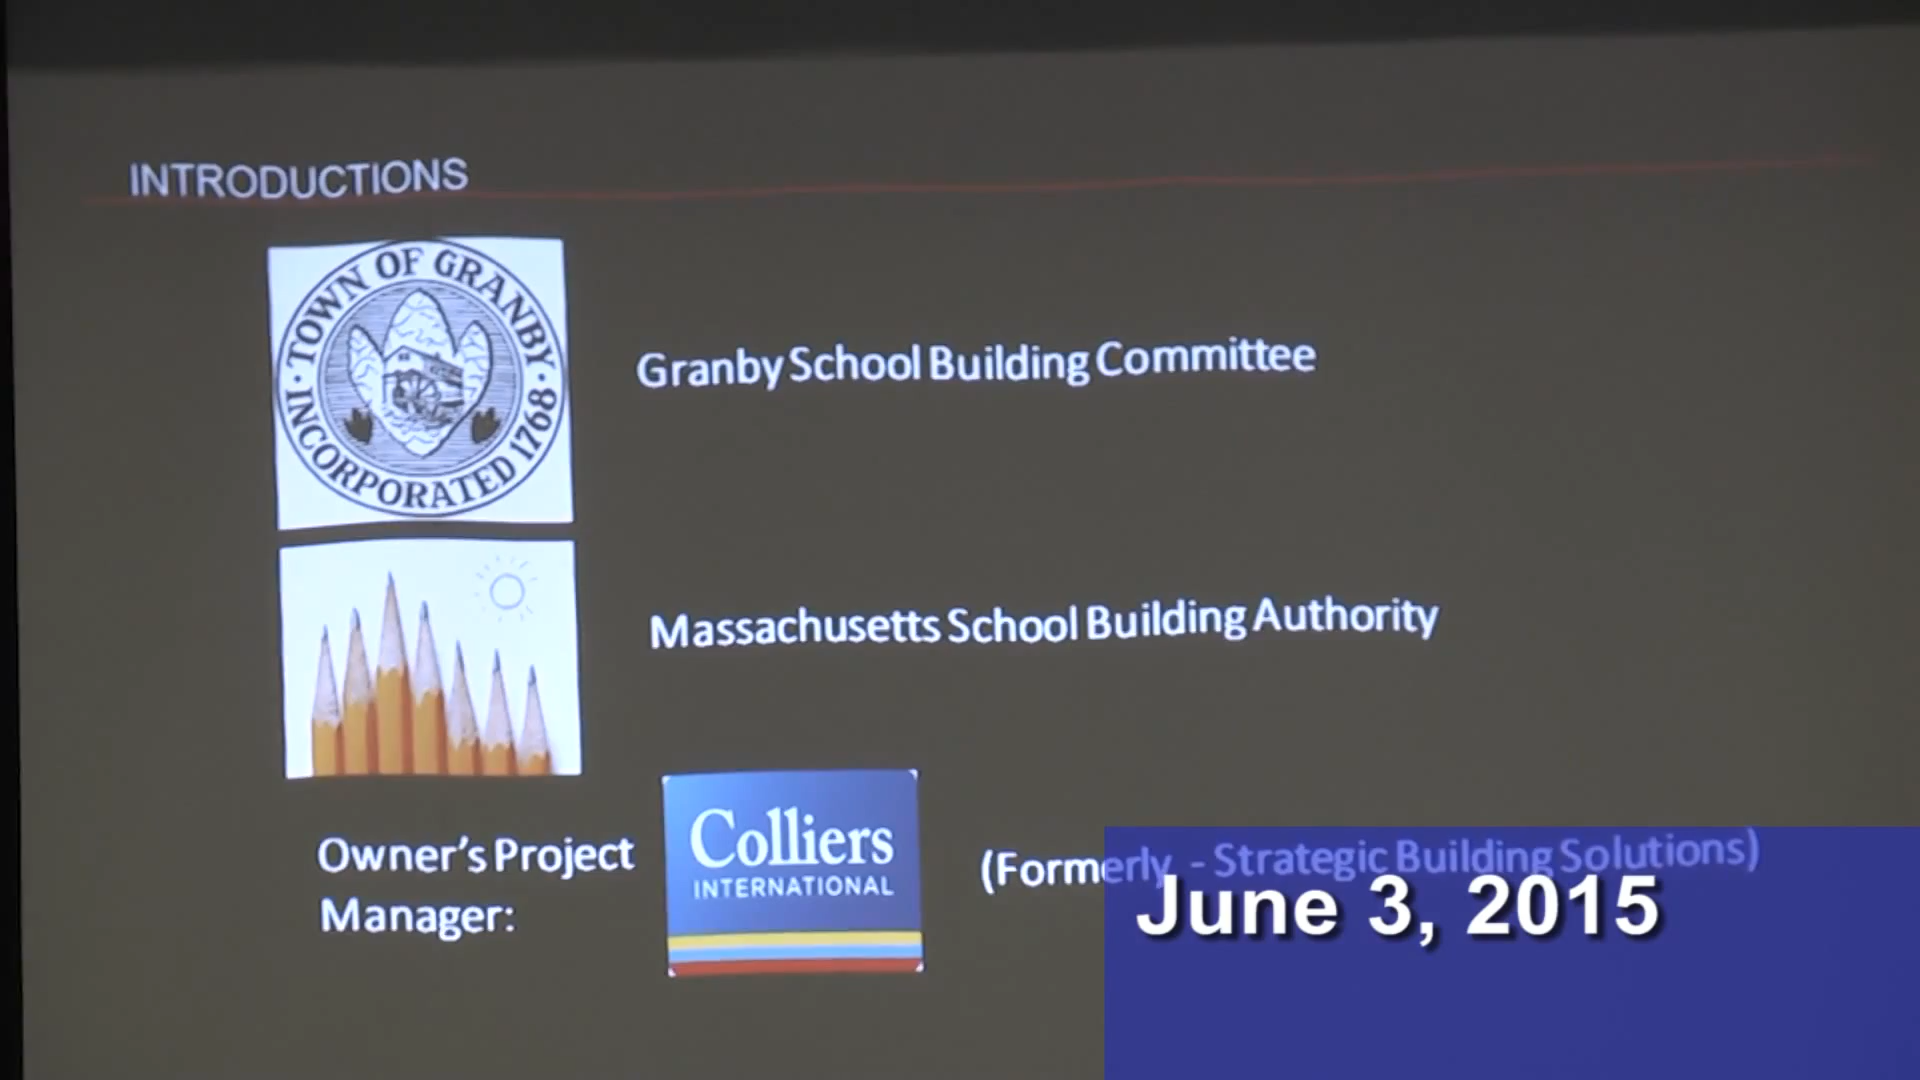 INTRODUCTIONS
· TOWN OF GRANBY ·
INCORPORATED 1768
Granby School Building Committee
Massachusetts School Building Authority
Owner's Project
Manager:
Colliers
INTERNATIONAL
(Formerly - Strategic Building Solutions)
June 3, 2015